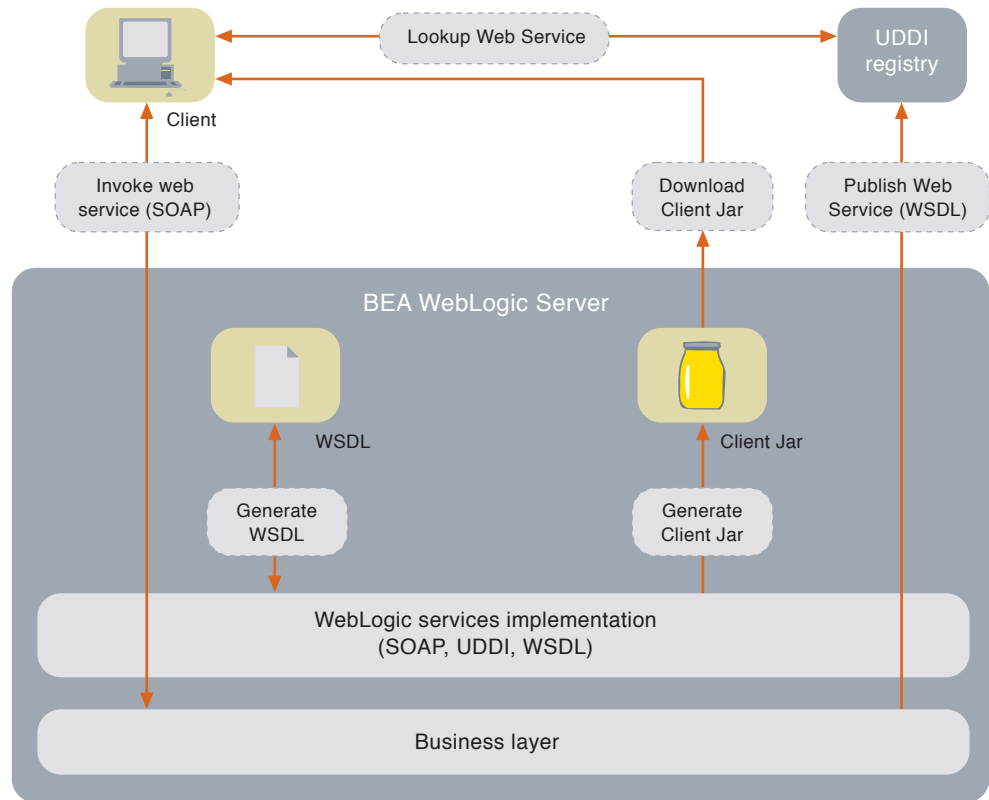 Lookup Web Service
UDDI
registry
Client
Invoke web
service (SOAP)
Download
Client Jar
Publish Web
Service (WSDL)
BEA WebLogic Server
WSDL
Client Jar
Generate
WSDL
Generate
Client Jar
WebLogic services implementation
(SOAP, UDDI, WSDL)
Business layer